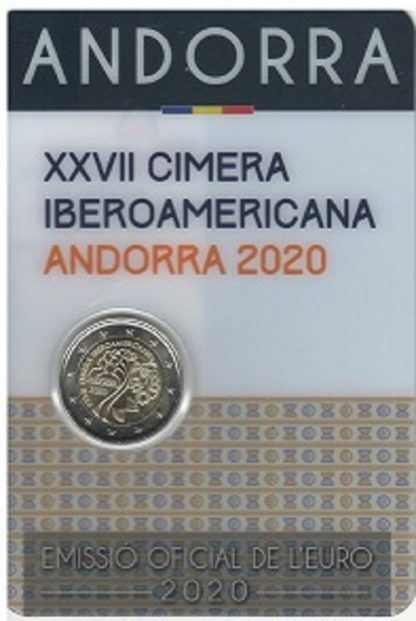 ANDORRA
XXVII CIMERA
IBEROAMERICANA
ANDORRA 2020
EMISSIÓ OFICIAL DE L'EURO
2020